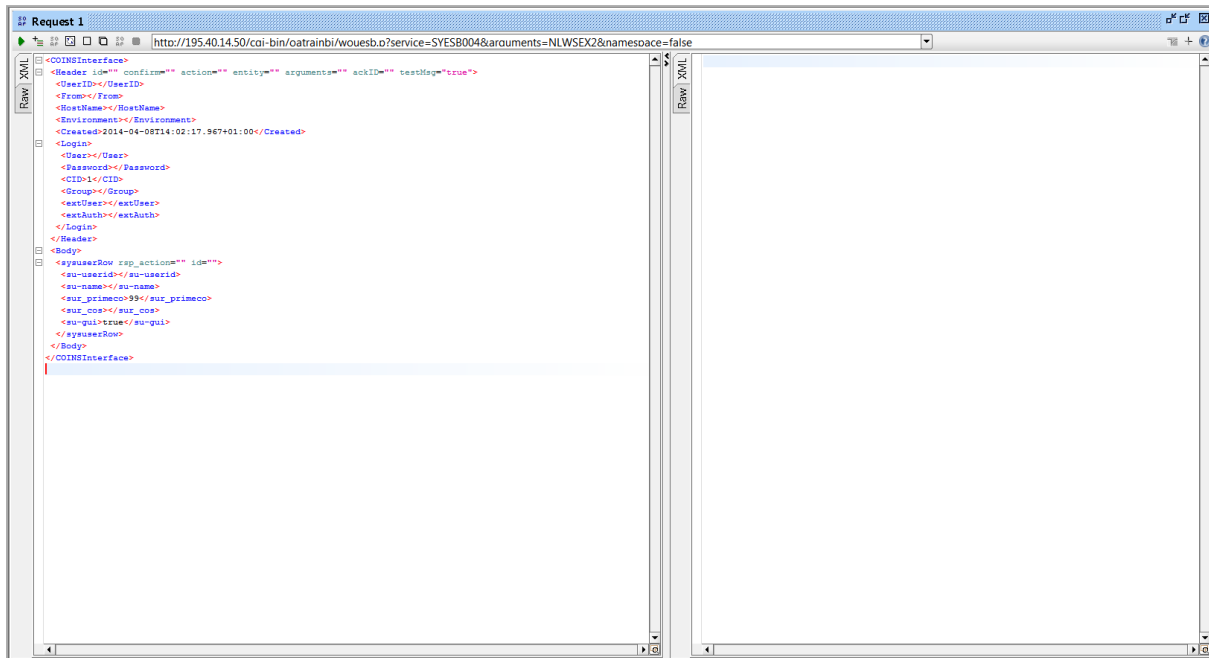 Request 1
http://195.40.14.50/cgi-bin/oatrainbi/wouesb.p?service=SYESB004&arguments=NLWSEX2&namespace=false
XML
Raw
<COINSInterface>
<Header id="" confirm="" action="" entity="" arguments="" ackID="" testMsg="true">
<UserID></UserID>
<From></From>
<HostName></HostName>
<Environment></Environment>
<Created>2014-04-08T14:02:17.967+01:00</Created>
<Login>
<User></User>
<Password></Password>
<CID>1</CID>
<Group></Group>
<extUser></extUser>
<extAuth></extAuth>
</Login>
</Header>
<Body>
<sysuserRow rsp_action="" id="">
<su-userid></su-userid>
<su-name></su-name>
<sur_primeco>99</sur_primeco>
<sur_cos></sur_cos>
<su-gui>true</su-gui>
</sysuserRow>
</Body>
</COINSInterface>
XML
Raw